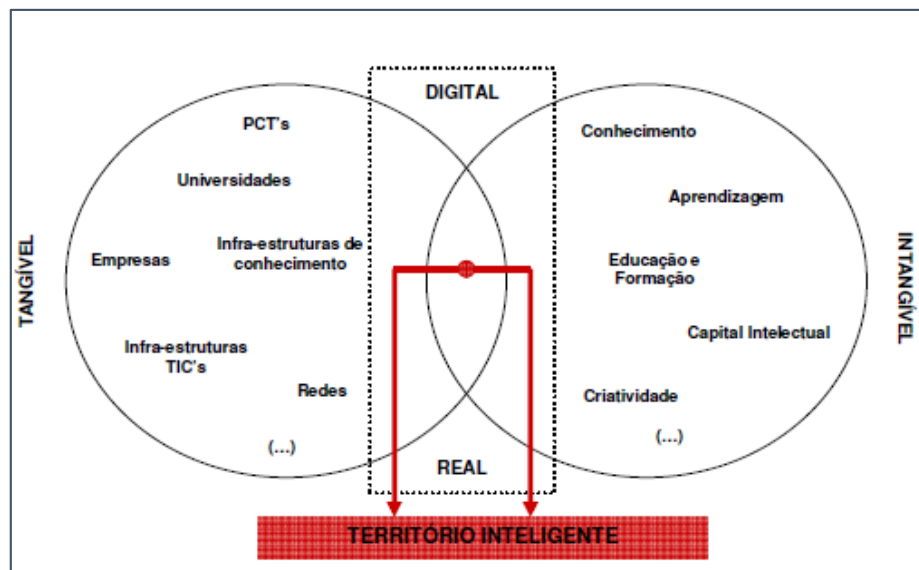 DIGITAL
PCT's
Conhecimento
Universidades
Aprendizagem
Infra-estruturas de
conhecimento
Empresas
Educação e
Formação
TANGÍVEL
INTANGÍVEL
Infra-estruturas
TIC's
Capital Intelectual
Redes
Criatividade
(...)
(...)
REAL
TERRITÓRIO INTELIGENTE